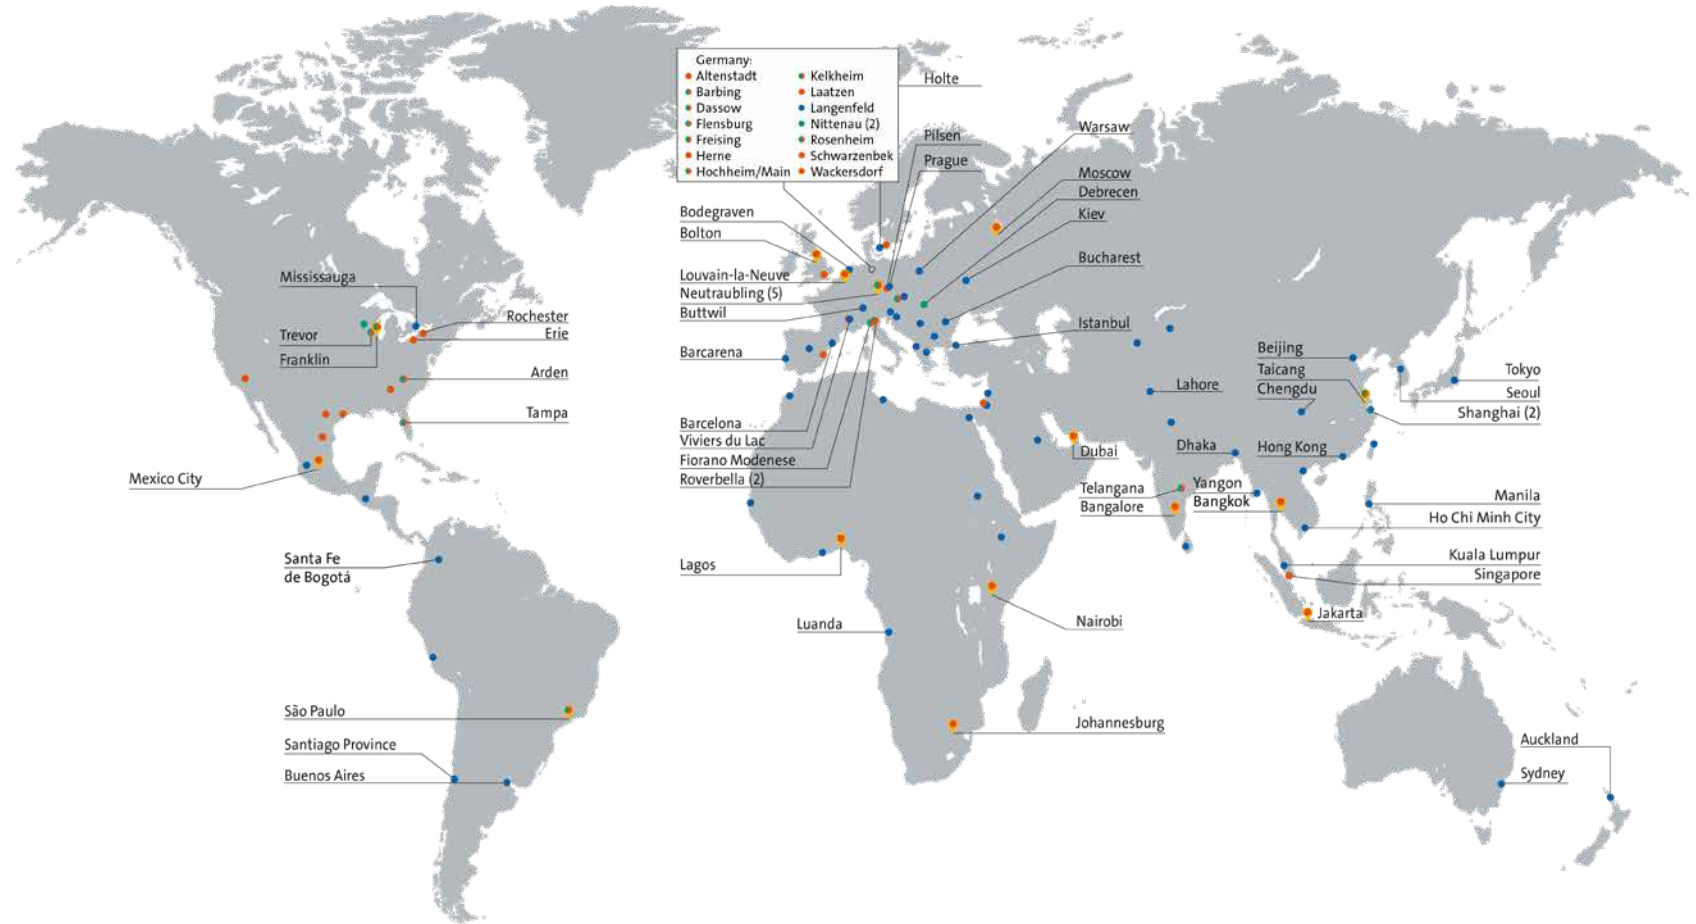 Germany:
Altenstadt
Barbing
Dassow
Flensburg
Freising
Herne
Hochheim/Main
Kelkheim
Laatzen
Langenfeld
Nittenau (2)
Rosenheim
Schwarzenbek
Wackersdorf
Holte
Pilsen
Prague
Warsaw
Moscow
Debrecen
Kiev
Bucharest
Istanbul
Bodegraven
Bolton
Louvain-la-Neuve
Neutraubling (5)
Buttwil
Barcarena
Barcelona
Viviers du Lac
Fiorano Modenese
Roverbella (2)
Mississauga
Trevor
Franklin
Rochester
Erie
Arden
Tampa
Mexico City
Santa Fe
de Bogotá
São Paulo
Santiago Province
Buenos Aires
Lagos
Luanda
Nairobi
Johannesburg
Dubai
Lahore
Dhaka
Telangana
Bangalore
Yangon
Bangkok
Beijing
Taicang
Chengdu
Hong Kong
Tokyo
Seoul
Shanghai (2)
Manila
Ho Chi Minh City
Kuala Lumpur
Singapore
Jakarta
Auckland
Sydney